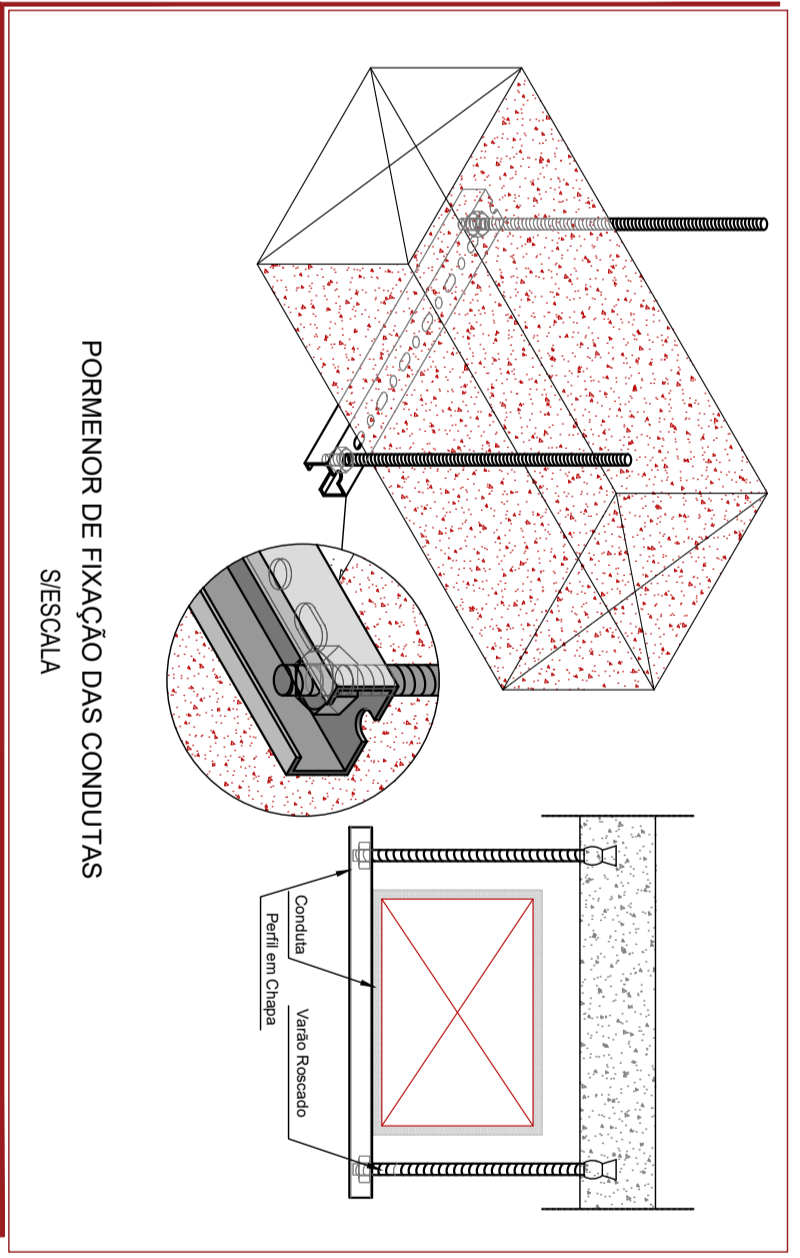 PORMENOR DE FIXAÇÃO DAS CONDUTAS
S/ESCALA
Varão Roscado
Conduta
Perfil em Chapa